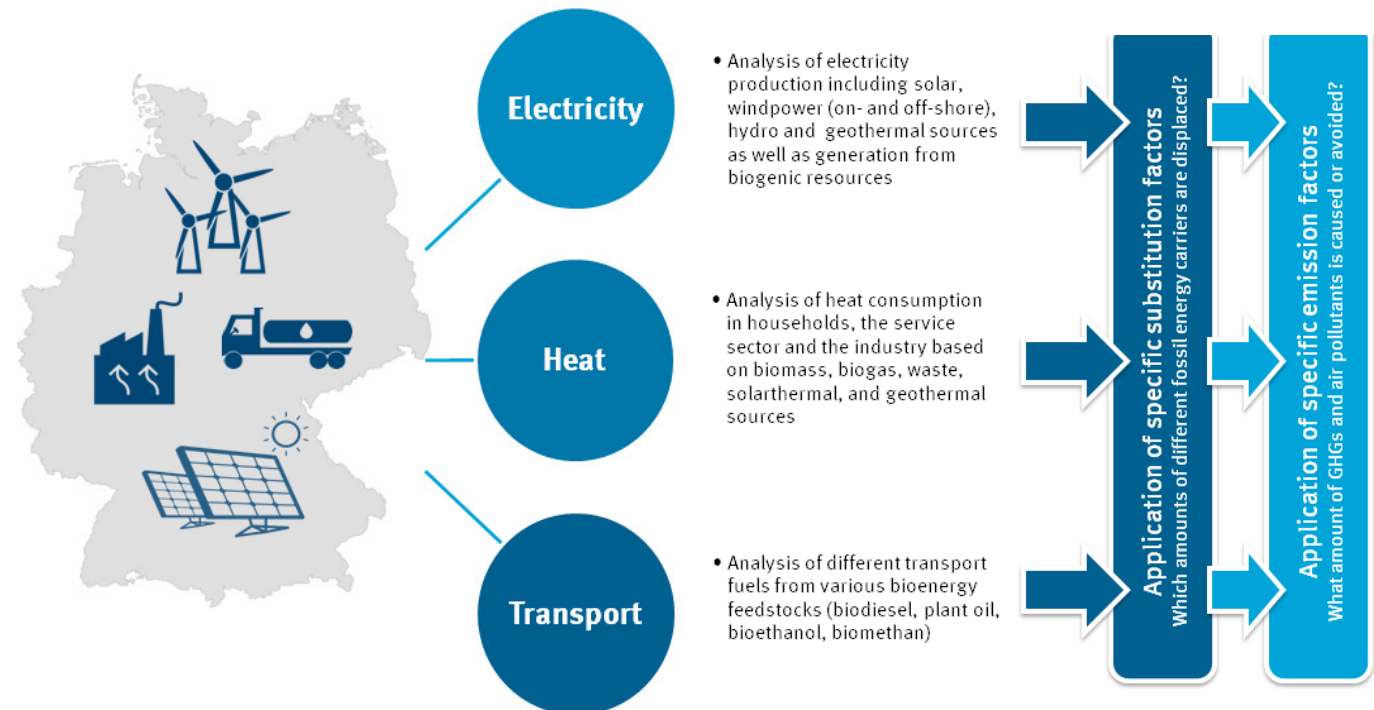 Electricity
• Analysis of electricity
production including solar,
windpower (on- and off-shore),
hydro and geothermal sources
as well as generation from
biogenic resources
Heat
• Analysis of heat consumption
in households, the service
sector and the industry based
on biomass, biogas, waste,
solarthermal, and geothermal
sources
Transport
• Analysis of different transport
fuels from various bioenergy
feedstocks (biodiesel, plant oil,
bioethanol, biomethan)
Application of specific substitution factors
Which amounts of different fossil energy carriers are displaced?
Application of specific emission factors
What amount of GHGs and air pollutants is caused or avoided?